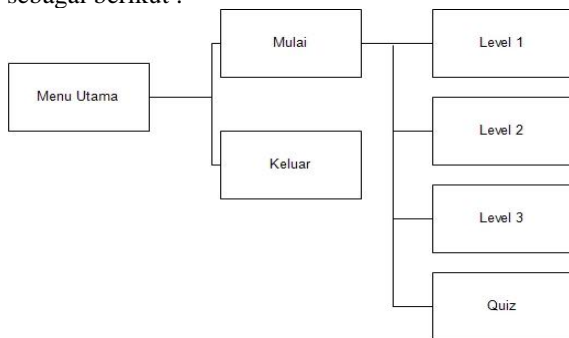 sebagai berikut :
Mulai
Level 1
Menu Utama
Level 2
Keluar
Level 3
Quiz